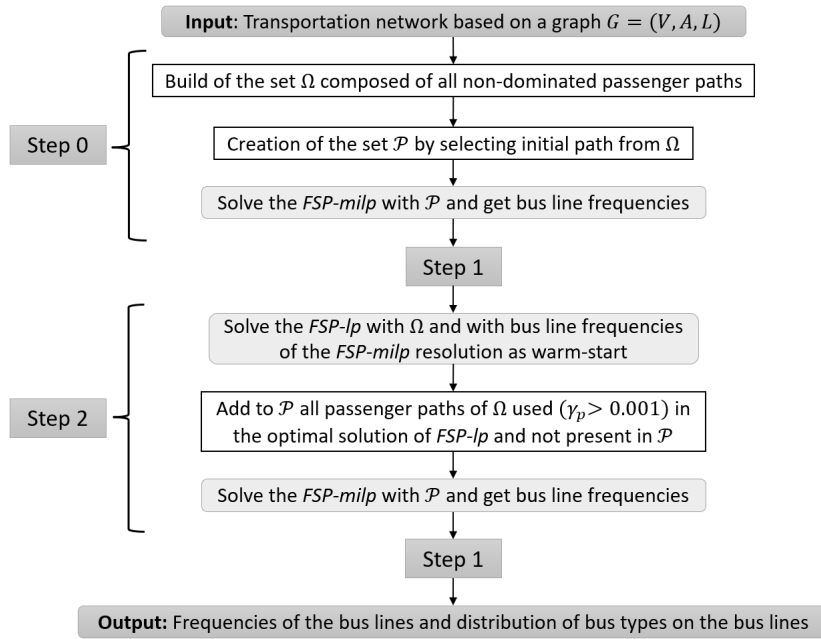 Input: Transportation network based on a graph G = (V, A, L)
Build of the set Ω composed of all non-dominated passenger paths
Step 0
Creation of the set 𝒫 by selecting initial path from Ω
Solve the FSP-milp with 𝒫 and get bus line frequencies
Step 1
Solve the FSP-lp with Ω and with bus line frequencies
of the FSP-milp resolution as warm-start
Step 2
Add to 𝒫 all passenger paths of Ω used (γₚ> 0.001) in
the optimal solution of FSP-lp and not present in 𝒫
Solve the FSP-milp with 𝒫 and get bus line frequencies
Step 1
Output: Frequencies of the bus lines and distribution of bus types on the bus lines